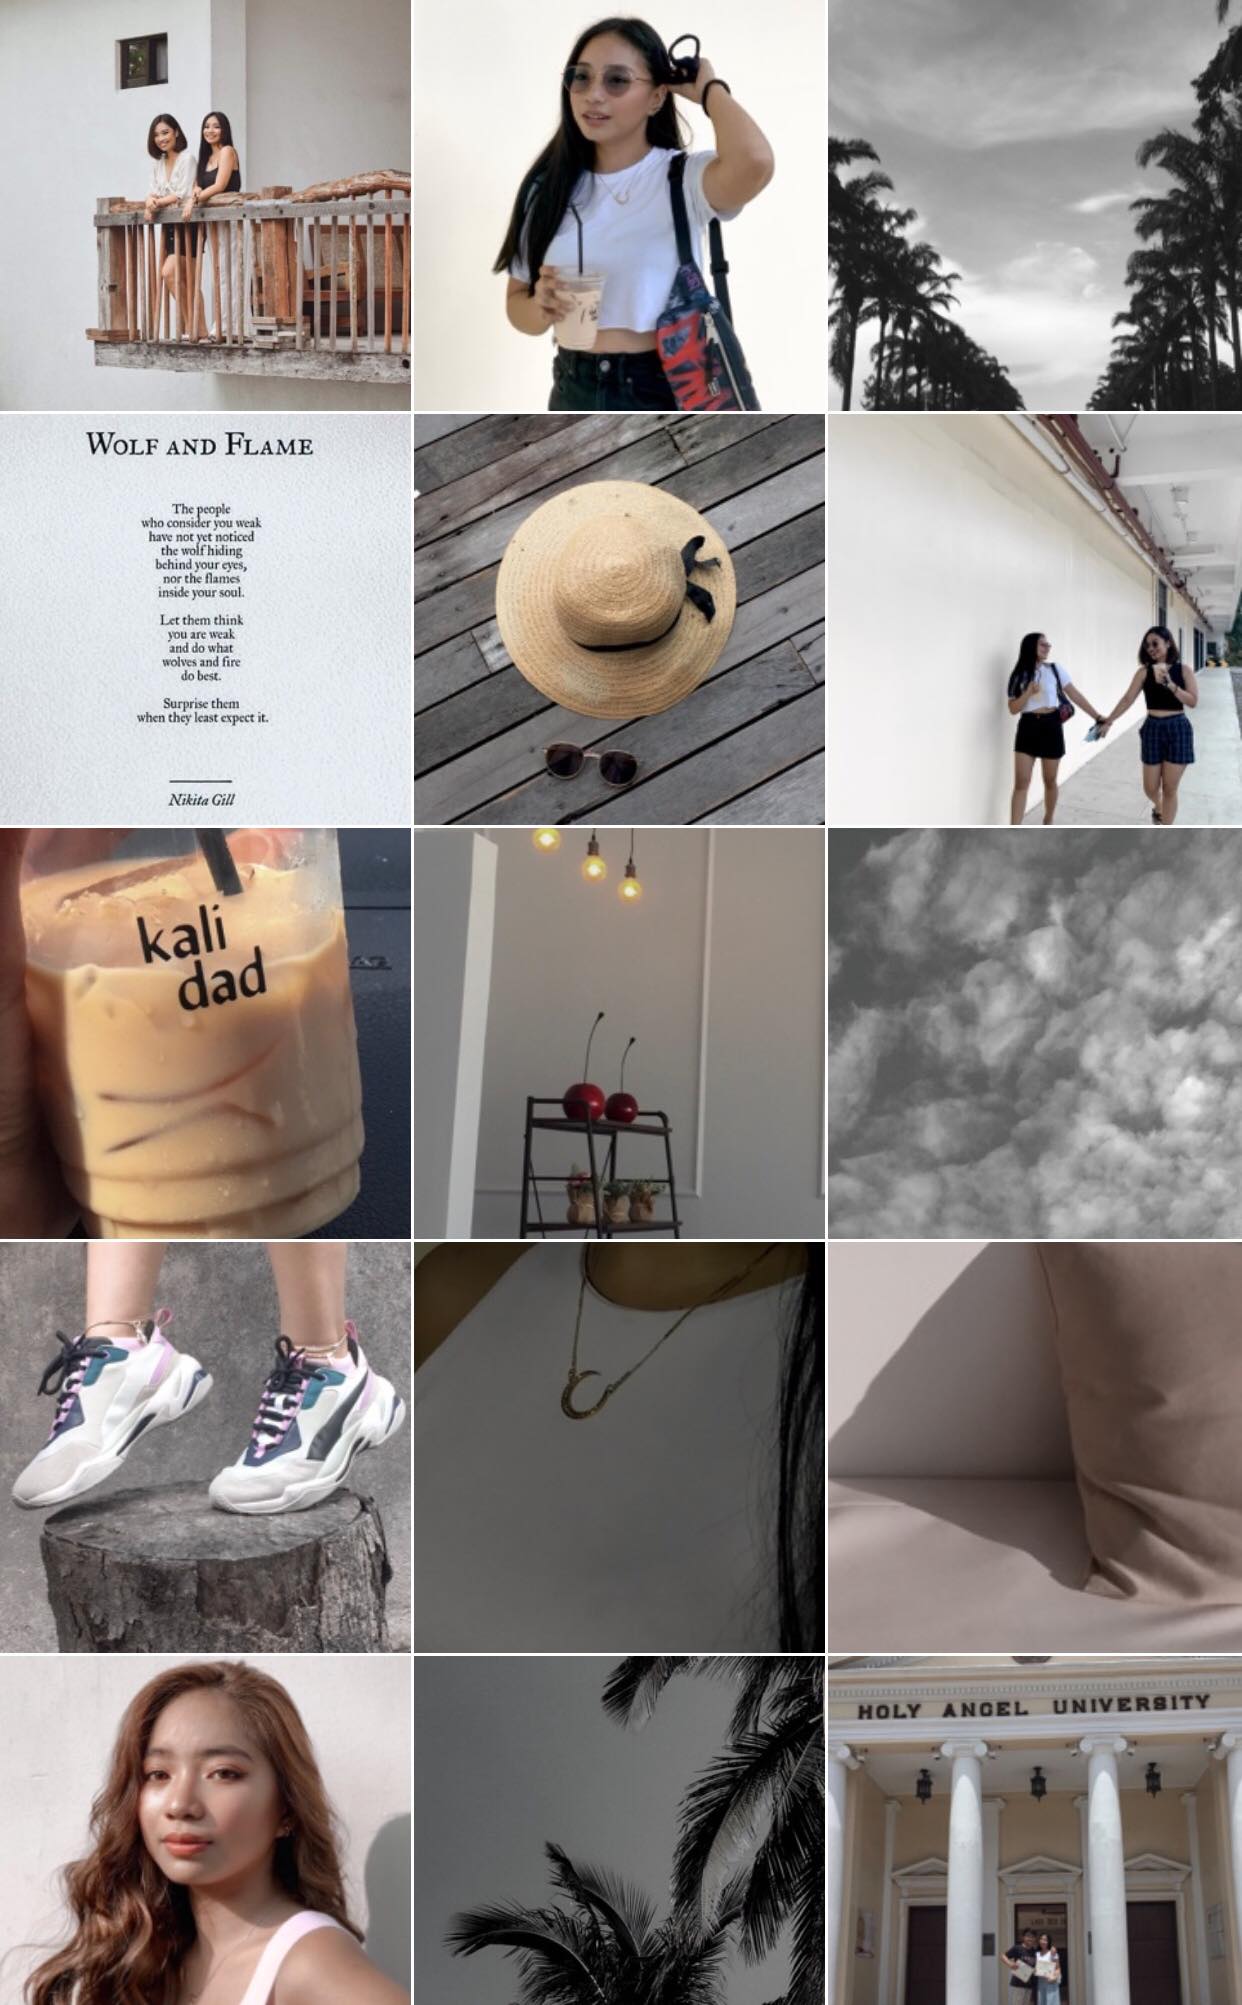 Wolf and Flame
The people
who consider you weak
have not yet noticed
the wolf hiding
behind your eyes,
nor the flames
inside your soul.
Let them think
you are weak
and do what
wolves and fire
do best.
Surprise them
when they least expect it.
Nikita Gill
kali
dad
HOLY ANGEL UNIVERSITY